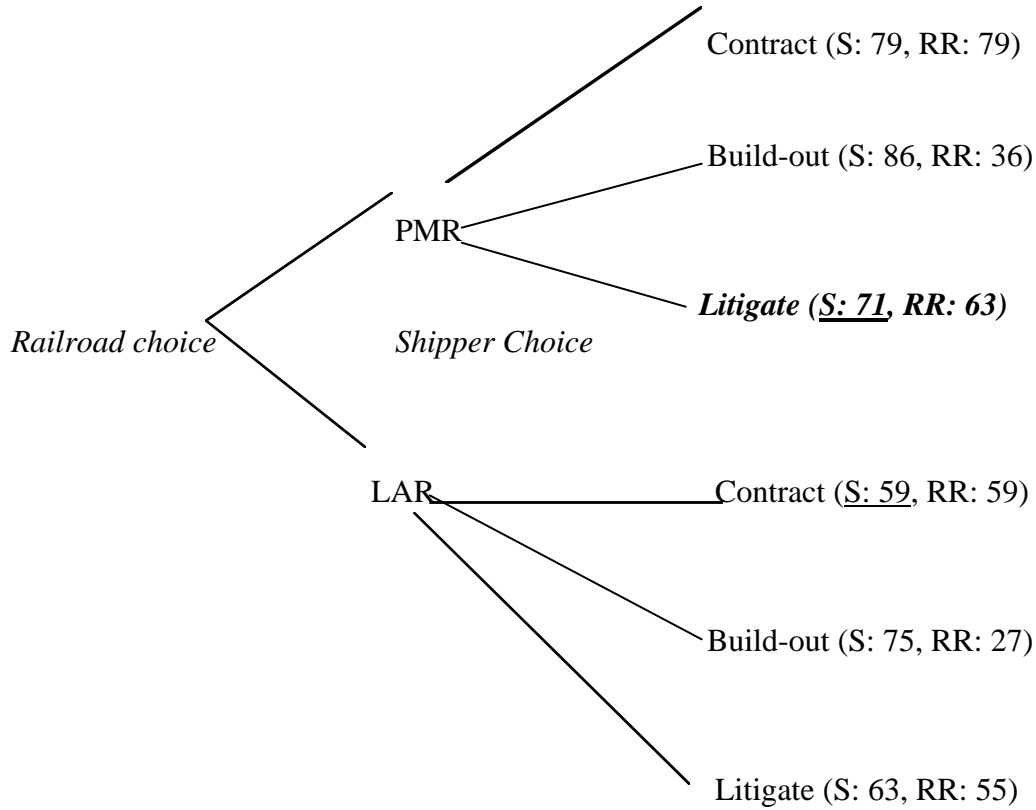 Contract (S: 79, RR: 79)
Build-out (S: 86, RR: 36)
PMR
Litigate (S: 71, RR: 63)
Railroad choice
Shipper Choice
LAR
Contract (S: 59, RR: 59)
Build-out (S: 75, RR: 27)
Litigate (S: 63, RR: 55)